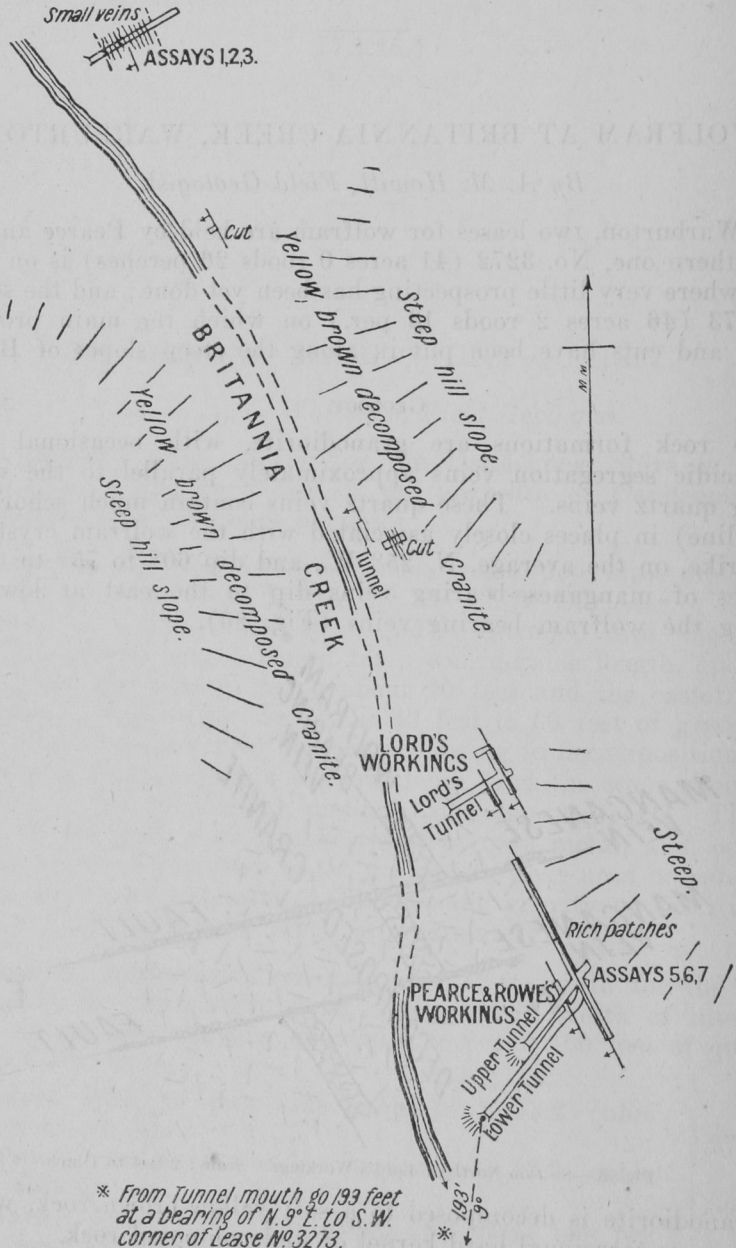 Small veins
ASSAYS 1,2,3.
Cut
Yellow brown decomposed Granite
Steep hill slope
BRITANNIA CREEK
Yellow brown decomposed Granite.
Steep hill slope.
Tunnel
Cut
LORD'S
WORKINGS
Lord's
Tunnel
Steep.
Rich patches
ASSAYS 5,6,7
PEARCE & ROWE'S
WORKINGS
Upper Tunnel
Lower Tunnel
* From Tunnel mouth go 193 feet
at a bearing of N. 9° E. to S.W.
corner of Lease Nº 3273.
* 193'
9°